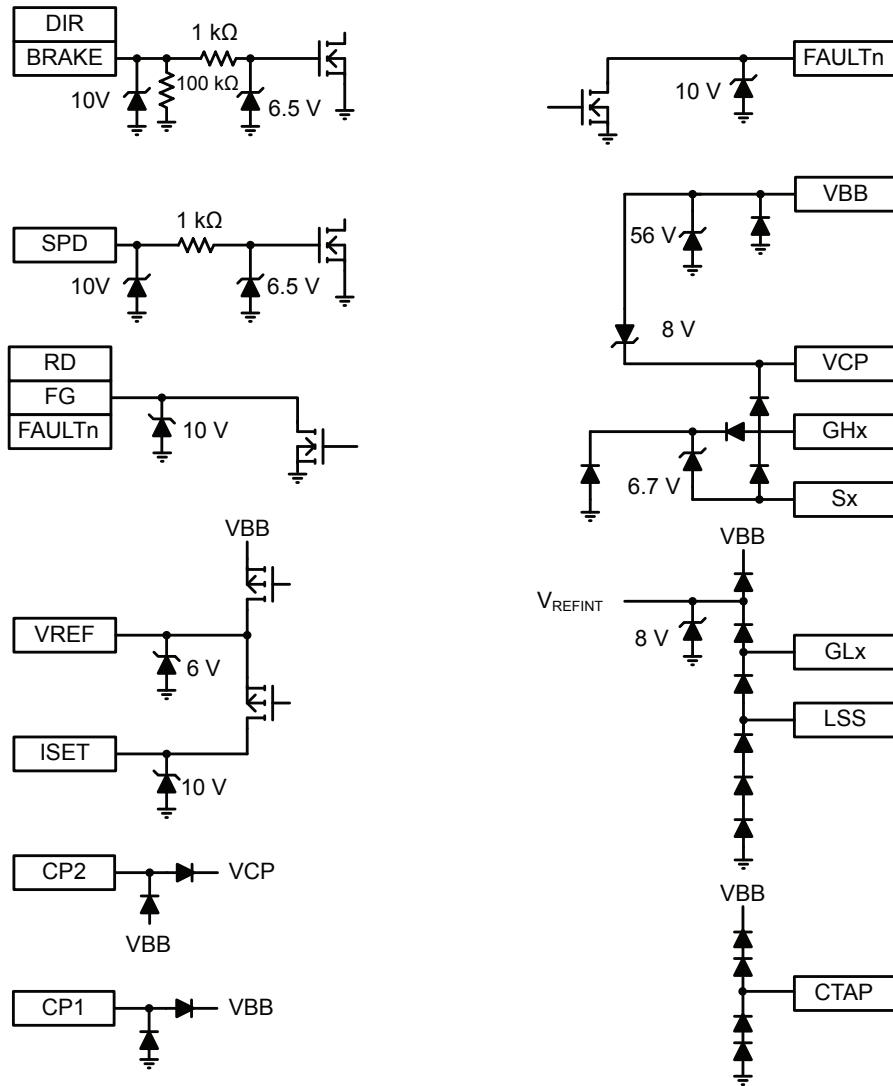 DIR
BRAKE
1 kΩ
100 kΩ
10V
6.5 V
SPD
1 kΩ
10V
6.5 V
RD
FG
FAULTn
10 V
VBB
VREF
6 V
ISET
10 V
CP2
VCP
VBB
CP1
VBB
FAULTn
10 V
VBB
56 V
8 V
VCP
GHx
6.7 V
Sx
VBB
VREFINT
8 V
GLx
LSS
VBB
CTAP